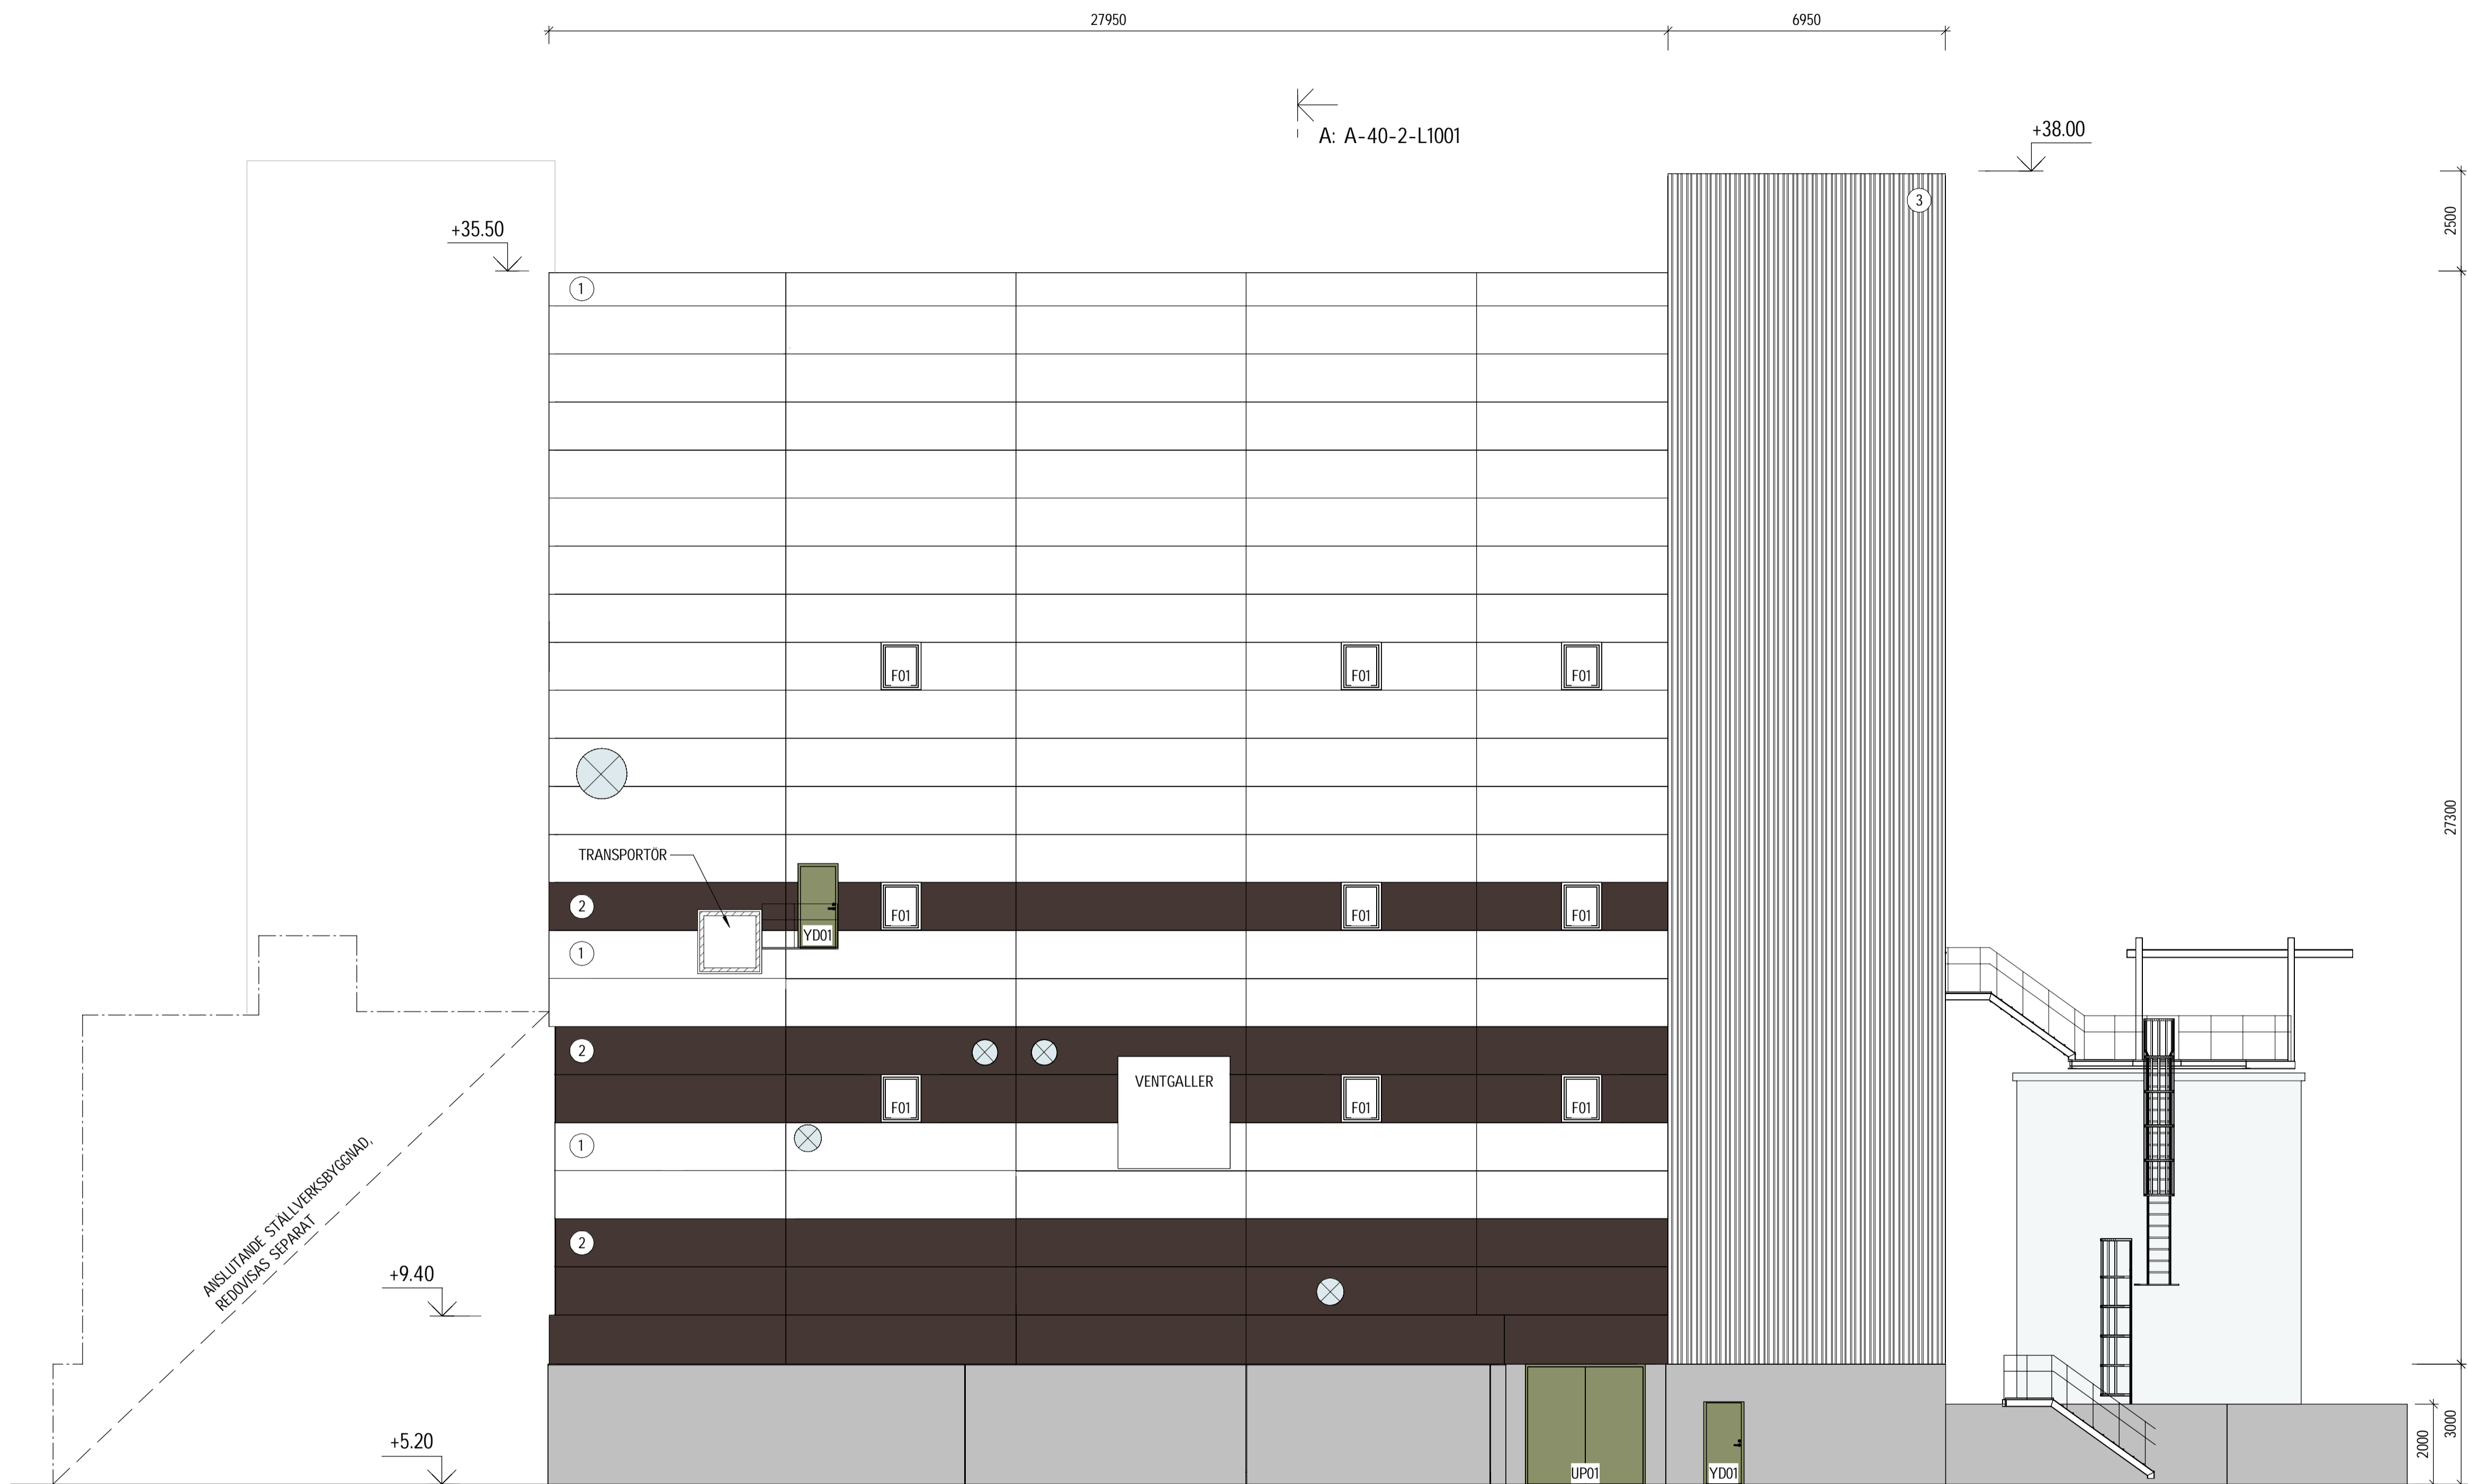 27950
6950
A: A-40-2-L1001
+38.00
3
2500
+35.50
1
F01
F01
F01
27300
TRANSPORTÖR
2
F01
F01
F01
YD01
1
2
VENTGALLER
F01
F01
F01
1
ANSLUTANDE STÄLLVERKSBYGGNAD,
REDOVISAS SEPARAT
2
+9.40
+5.20
2000
3000
UP01
YD01